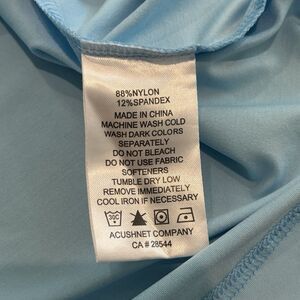 88%NYLON
12%SPANDEX
MADE IN CHINA
MACHINE WASH COLD
WASH DARK COLORS
SEPARATELY
DO NOT BLEACH
DO NOT USE FABRIC
SOFTENERS
TUMBLE DRY LOW
REMOVE IMMEDIATELY
COOL IRON IF NECESSARY
ACUSHNET COMPANY
CA # 28544